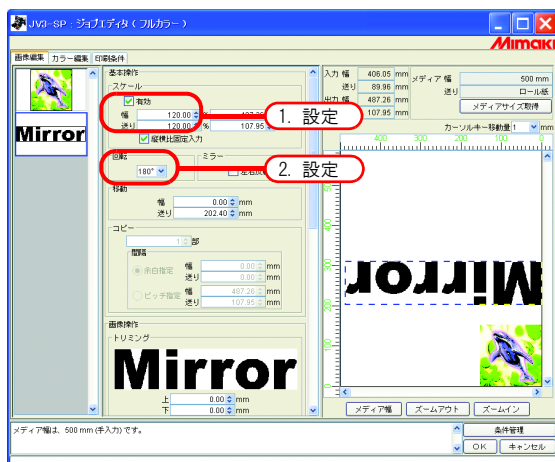 JV3-SP : ジョブエディタ ( フルカラー )
Mimaki
画像編集 カラー編集 印刷条件
Mirror
基本操作
スケール
有効
幅 120.00 %
送り 120.00 % 107.95
縦横比固定入力
1. 設定
回転
180°
ミラー
2. 設定
移動
幅 0.00 mm
送り 202.40 mm
コピー
1 部
間隔
余白指定 幅 0.00 mm
送り 0.00 mm
ピッチ指定 幅 487.26 mm
送り 107.95 mm
画像操作
トリミング
Mirror
上 0.00 mm
下 0.00 mm
入力 幅 406.05 mm
送り 89.96 mm
出力 幅 487.26 mm
107.95 mm
メディア 幅 500 mm
送り ロール紙
メディアサイズ取得
カーソルキー移動量 1 mm
400 300 200 100 0
Mirror
メディア幅 ズームアウト ズームイン
メディア幅は、500 mm (手入力) です。
条件管理
OK キャンセル